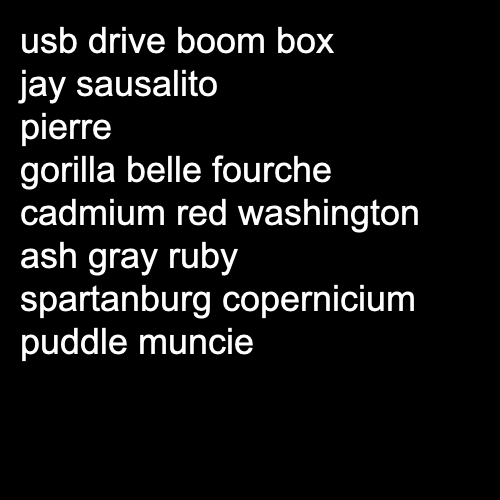 usb drive boom box
jay sausalito
pierre
gorilla belle fourche
cadmium red washington
ash gray ruby
spartanburg copernicium
puddle muncie